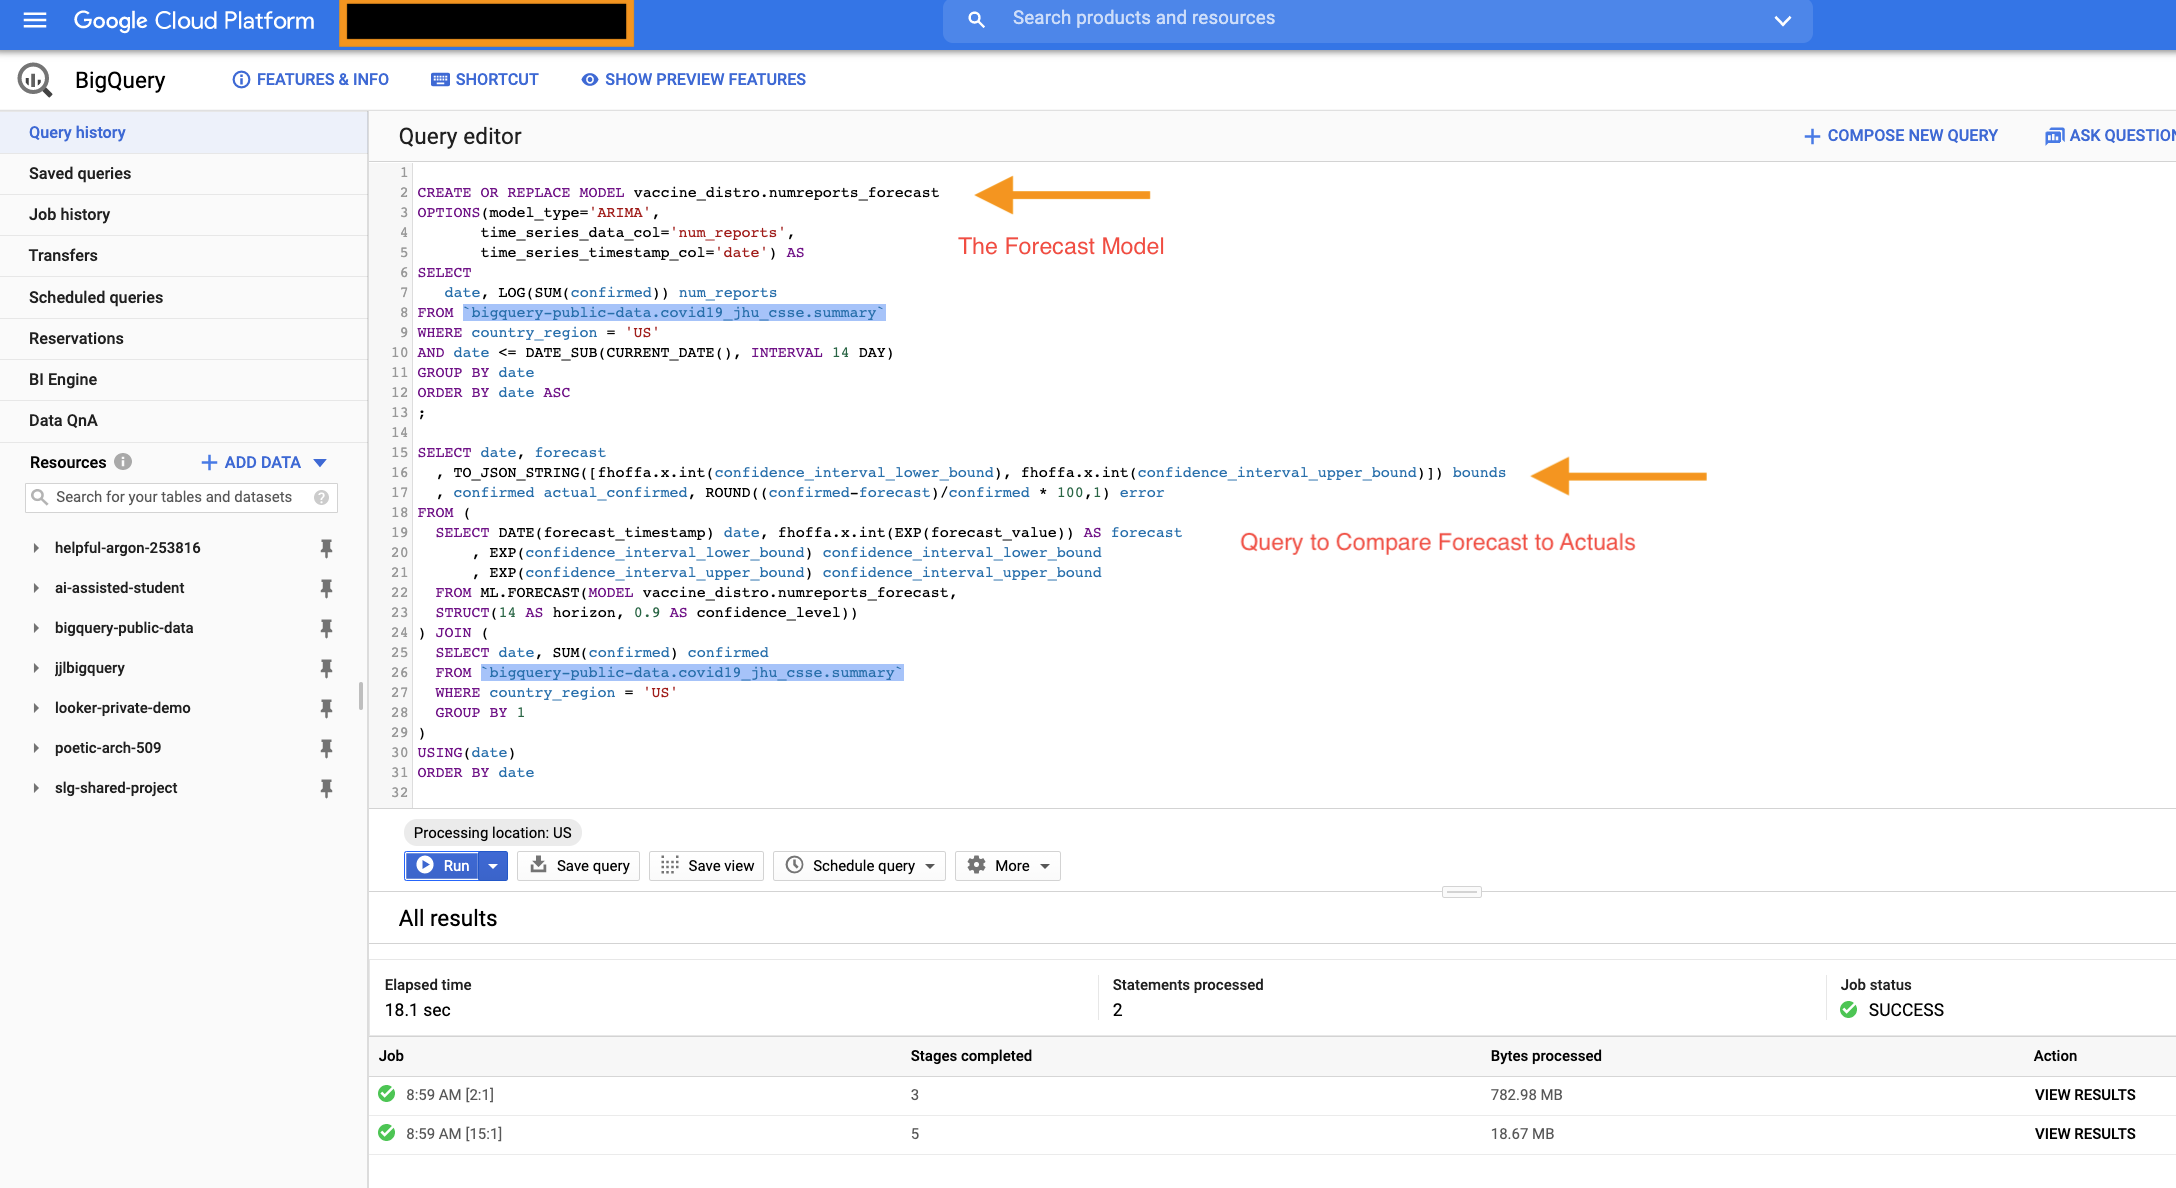 Google Cloud Platform
Search products and resources
BigQuery
FEATURES & INFO
SHORTCUT
SHOW PREVIEW FEATURES
Query history
Saved queries
Job history
Transfers
Scheduled queries
Reservations
BI Engine
Data QnA
Resources
ADD DATA
Search for your tables and datasets
helpful-argon-253816
ai-assisted-student
bigquery-public-data
jjlbigquery
looker-private-demo
poetic-arch-509
slg-shared-project
Query editor
COMPOSE NEW QUERY
ASK QUESTION
1
2 CREATE OR REPLACE MODEL vaccine_distro.numreports_forecast
3 OPTIONS(model_type='ARIMA',
4 time_series_data_col='num_reports',
5 time_series_timestamp_col='date') AS
6 SELECT
7 date, LOG(SUM(confirmed)) num_reports
8 FROM `bigquery-public-data.covid19_jhu_csse.summary`
9 WHERE country_region = 'US'
10 AND date <= DATE_SUB(CURRENT_DATE(), INTERVAL 14 DAY)
11 GROUP BY date
12 ORDER BY date ASC
13 ;
14
15 SELECT date, forecast
16 , TO_JSON_STRING([fhoffa.x.int(confidence_interval_lower_bound), fhoffa.x.int(confidence_interval_upper_bound)]) bounds
17 , confirmed actual_confirmed, ROUND((confirmed-forecast)/confirmed * 100,1) error
18 FROM (
19 SELECT DATE(forecast_timestamp) date, fhoffa.x.int(EXP(forecast_value)) AS forecast
20 , EXP(confidence_interval_lower_bound) confidence_interval_lower_bound
21 , EXP(confidence_interval_upper_bound) confidence_interval_upper_bound
22 FROM ML.FORECAST(MODEL vaccine_distro.numreports_forecast,
23 STRUCT(14 AS horizon, 0.9 AS confidence_level))
24 ) JOIN (
25 SELECT date, SUM(confirmed) confirmed
26 FROM `bigquery-public-data.covid19_jhu_csse.summary`
27 WHERE country_region = 'US'
28 GROUP BY 1
29 )
30 USING(date)
31 ORDER BY date
32
The Forecast Model
Query to Compare Forecast to Actuals
Processing location: US
Run
Save query
Save view
Schedule query
More
All results
Elapsed time
18.1 sec
Statements processed
2
Job status
SUCCESS
Job Stages completed Bytes processed Action
8:59 AM [2:1] 3 782.98 MB VIEW RESULTS
8:59 AM [15:1] 5 18.67 MB VIEW RESULTS